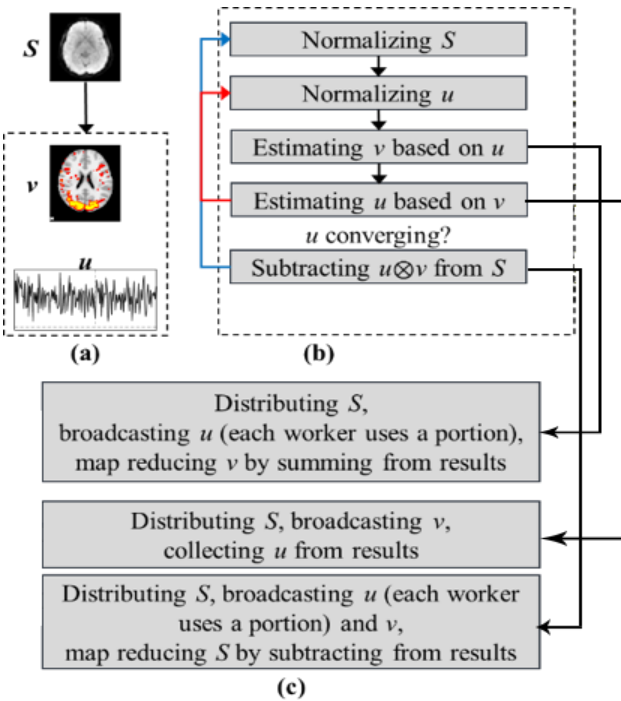 S
v
u
(a)
Normalizing S
Normalizing u
Estimating v based on u
Estimating u based on v
u converging?
Subtracting u⊗v from S
(b)
Distributing S,
broadcasting u (each worker uses a portion),
map reducing v by summing from results
Distributing S, broadcasting v,
collecting u from results
Distributing S, broadcasting u (each worker
uses a portion) and v,
map reducing S by subtracting from results
(c)